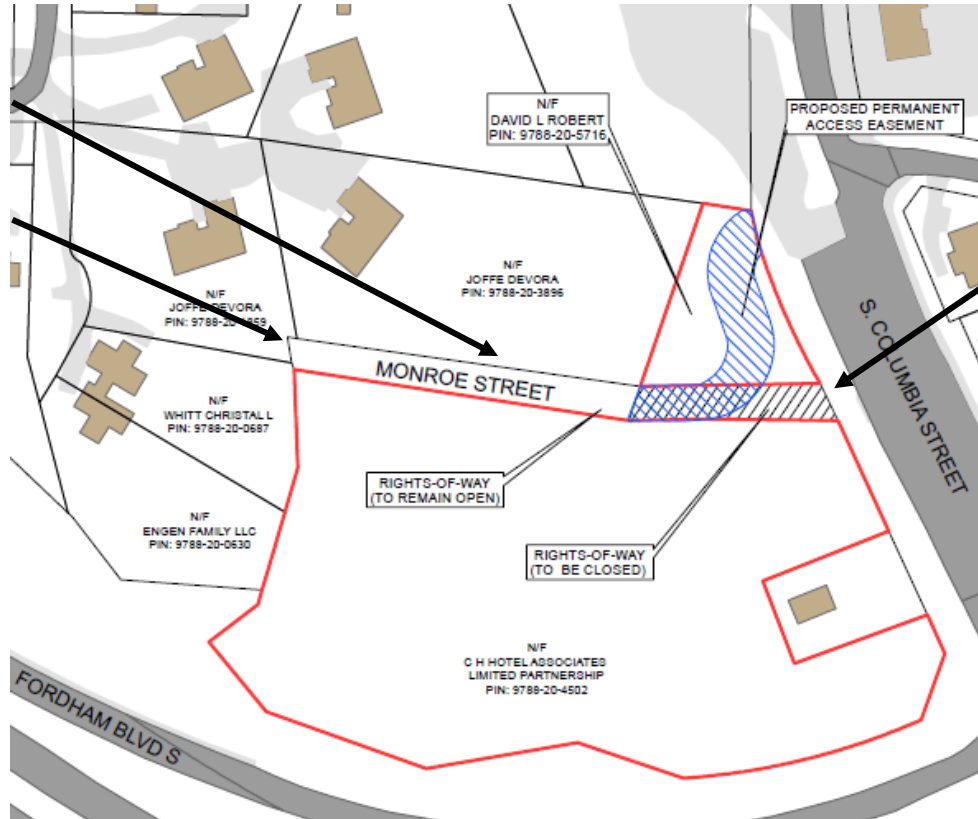 N/F
DAVID L ROBERT
PIN: 9788-20-5716
PROPOSED PERMANENT
ACCESS EASEMENT
N/F
JOFFE DEVORA
PIN: 9788-20-3896
N/F
JOFFE DEVORA
PIN: 9788-20-
MONROE STREET
S. COLUMBIA STREET
N/F
WHITT CHRISTAL L
PIN: 9788-20-0687
RIGHTS-OF-WAY
(TO REMAIN OPEN)
N/F
ENGEN FAMILY LLC
PIN: 9788-20-0630
RIGHTS-OF-WAY
(TO BE CLOSED)
N/F
C H HOTEL ASSOCIATES
LIMITED PARTNERSHIP
PIN: 9788-20-4502
FORDHAM BLVD S